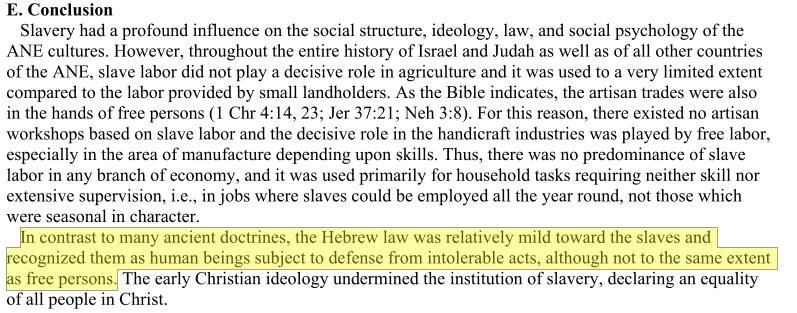 E. Conclusion
Slavery had a profound influence on the social structure, ideology, law, and social psychology of the
ANE cultures. However, throughout the entire history of Israel and Judah as well as of all other countries
of the ANE, slave labor did not play a decisive role in agriculture and it was used to a very limited extent
compared to the labor provided by small landholders. As the Bible indicates, the artisan trades were also
in the hands of free persons (1 Chr 4:14, 23; Jer 37:21; Neh 3:8). For this reason, there existed no artisan
workshops based on slave labor and the decisive role in the handicraft industries was played by free labor,
especially in the area of manufacture depending upon skills. Thus, there was no predominance of slave
labor in any branch of economy, and it was used primarily for household tasks requiring neither skill nor
extensive supervision, i.e., in jobs where slaves could be employed all the year round, not those which
were seasonal in character.
In contrast to many ancient doctrines, the Hebrew law was relatively mild toward the slaves and
recognized them as human beings subject to defense from intolerable acts, although not to the same extent
as free persons. The early Christian ideology undermined the institution of slavery, declaring an equality
of all people in Christ.